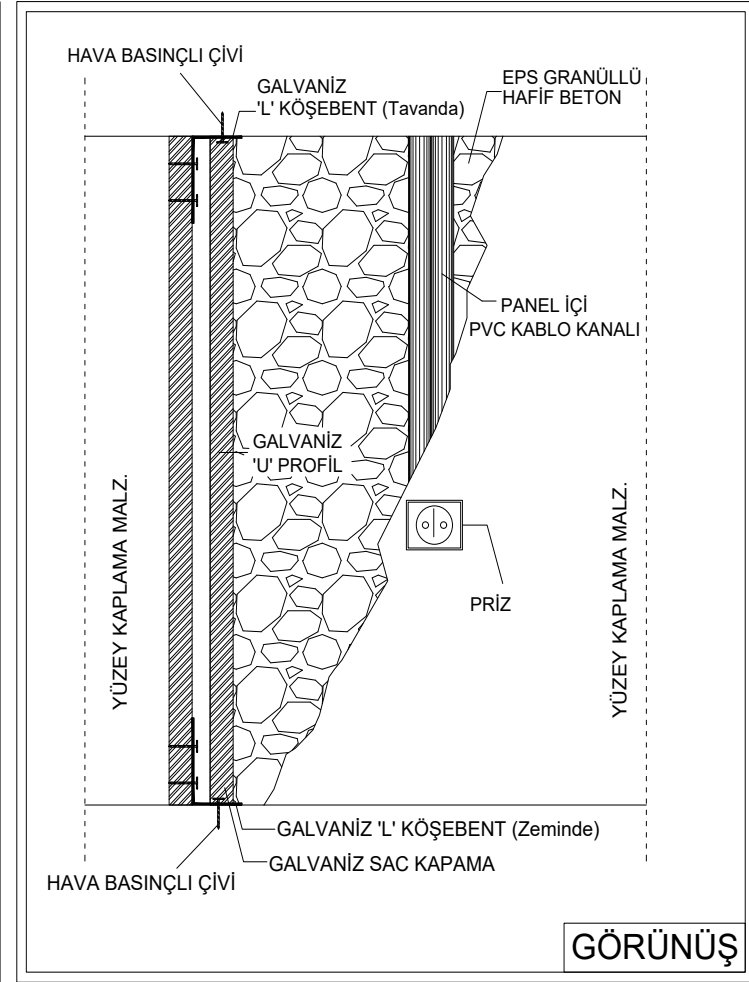 HAVA BASINÇLI ÇİVİ
GALVANİZ
'L' KÖŞEBENT (Tavanda)
EPS GRANÜLLÜ
HAFİF BETON
PANEL İÇİ
PVC KABLO KANALI
GALVANİZ
'U' PROFİL
YÜZEY KAPLAMA MALZ.
YÜZEY KAPLAMA MALZ.
PRİZ
GALVANİZ 'L' KÖŞEBENT (Zeminde)
GALVANİZ SAC KAPAMA
HAVA BASINÇLI ÇİVİ
GÖRÜNÜŞ